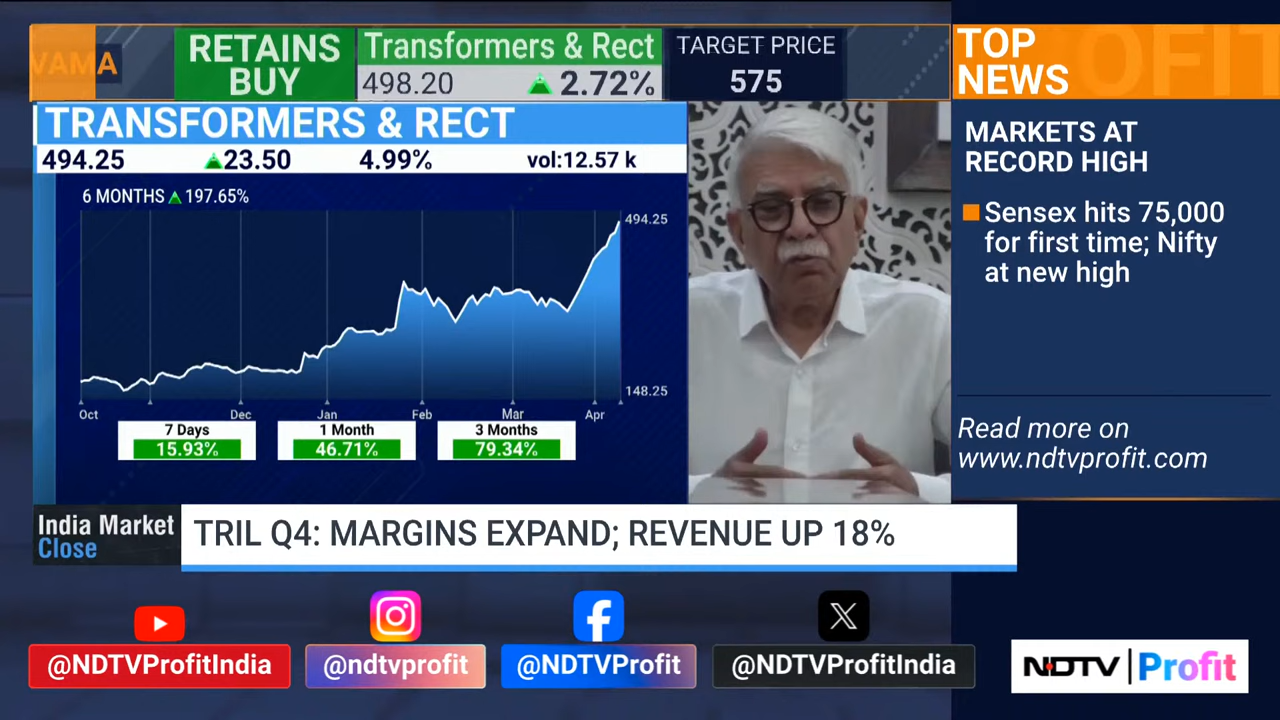 VAMA
RETAINS
BUY
Transformers & Rect
498.20 2.72%
TARGET PRICE
575
TOP
NEWS
TRANSFORMERS & RECT
494.25 23.50 4.99% vol:12.57 k
6 MONTHS 197.65%
494.25
148.25
Oct Dec Jan Feb Mar Apr
7 Days
15.93%
1 Month
46.71%
3 Months
79.34%
MARKETS AT
RECORD HIGH
Sensex hits 75,000
for first time; Nifty
at new high
Read more on
www.ndtvprofit.com
India Market
Close
TRIL Q4: MARGINS EXPAND; REVENUE UP 18%
@NDTVProfitIndia
@ndtvprofit
@NDTVProfit
@NDTVProfitIndia
NDTV Profit